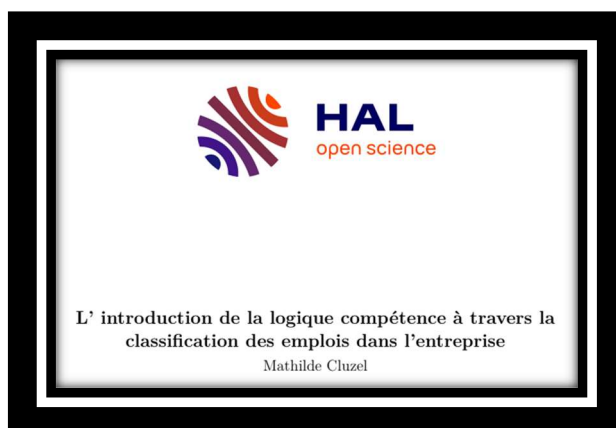 HAL
open science
L' introduction de la logique compétence à travers la
classification des emplois dans l'entreprise
Mathilde Cluzel